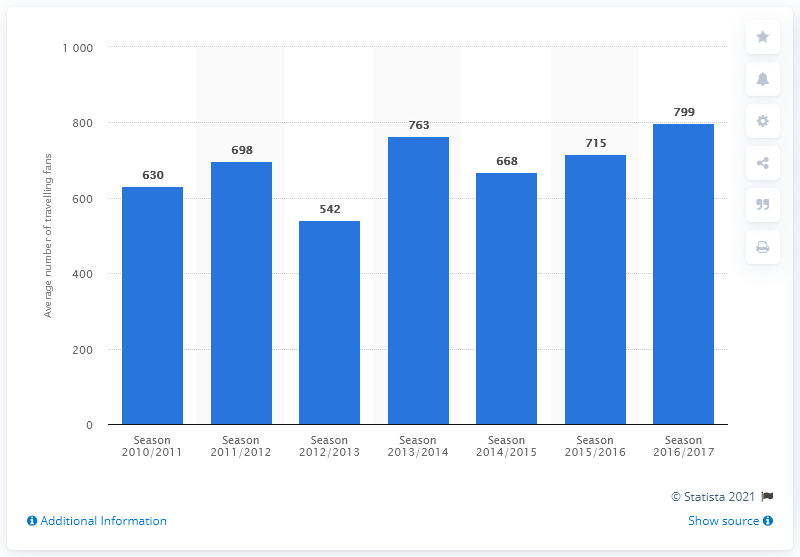 1 000
800
600
400
200
0
Average number of travelling fans
630
698
542
763
668
715
799
Season 2010/2011
Season 2011/2012
Season 2012/2013
Season 2013/2014
Season 2014/2015
Season 2015/2016
Season 2016/2017
© Statista 2021
Additional Information
Show source